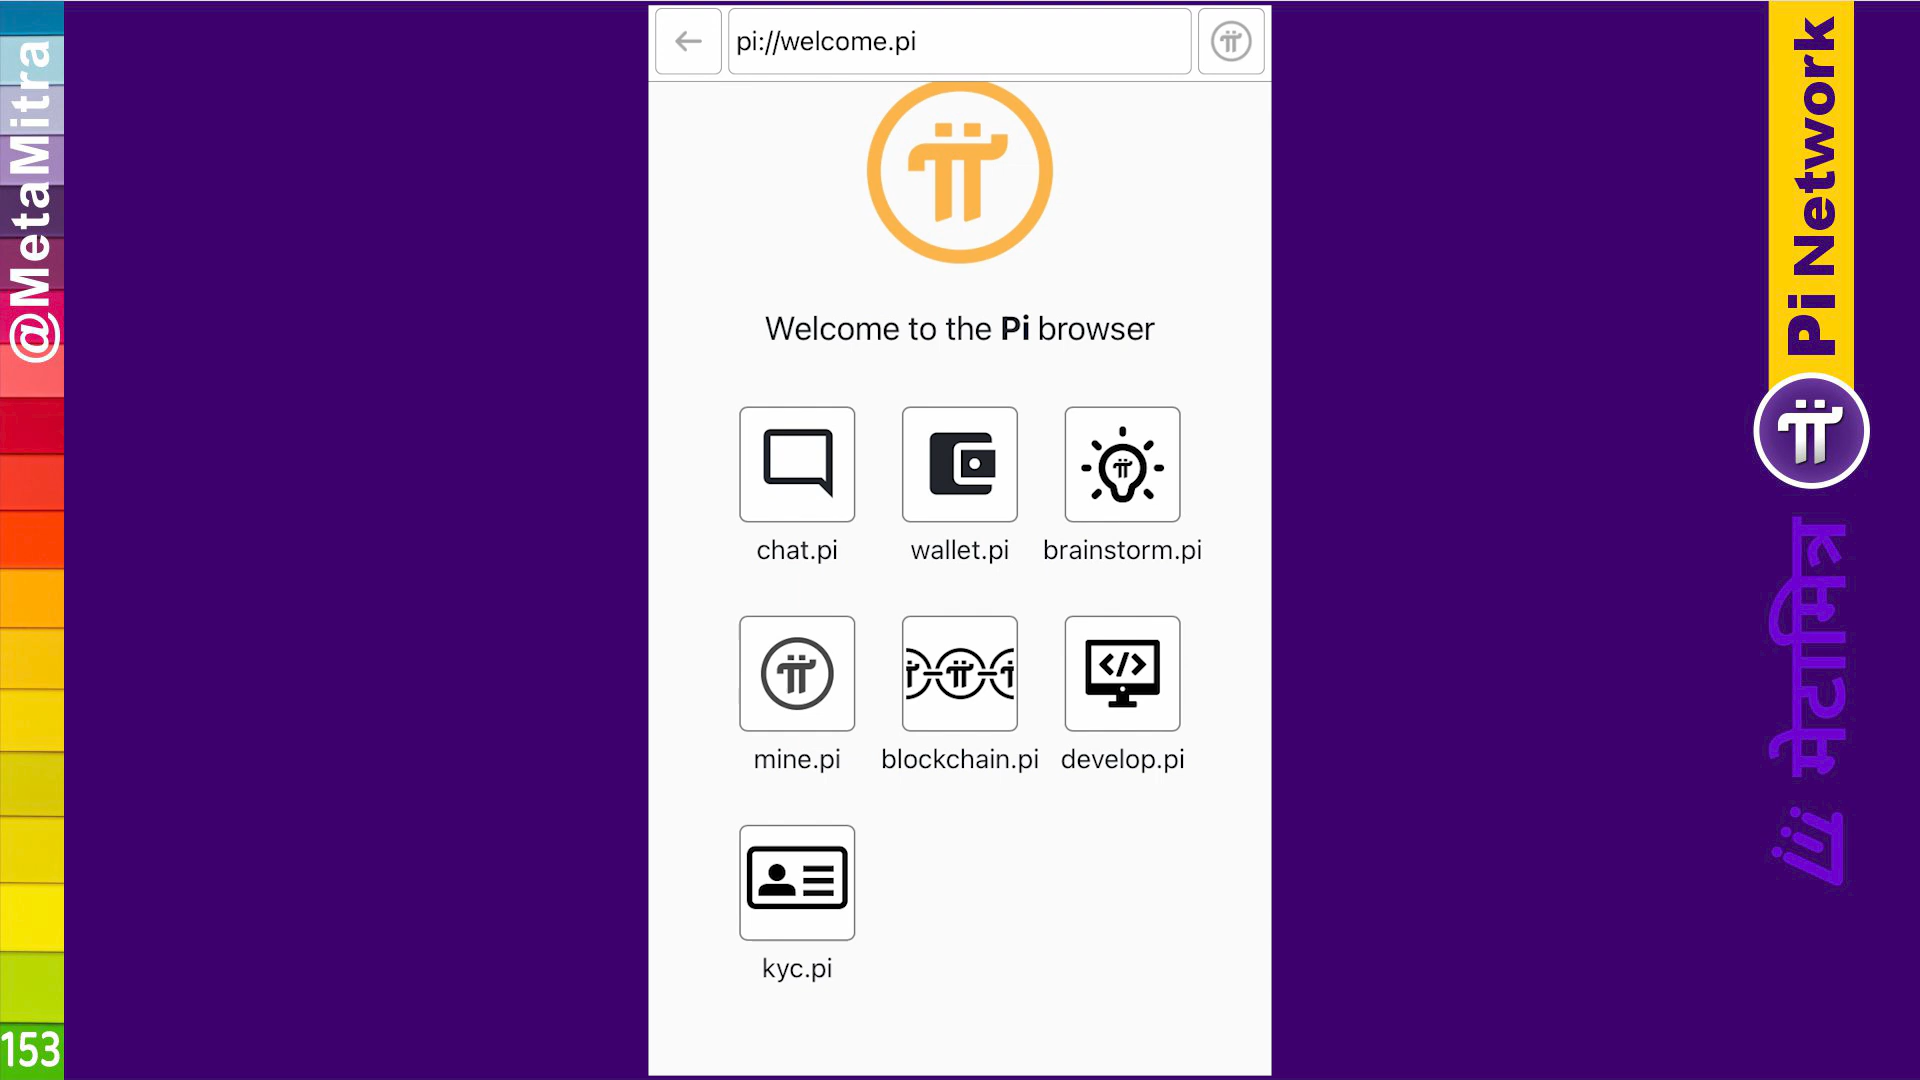 @MetaMitra
153
pi://welcome.pi
Welcome to the Pi browser
chat.pi
wallet.pi
brainstorm.pi
mine.pi
blockchain.pi
develop.pi
kyc.pi
Pi Network
मेटामित्र